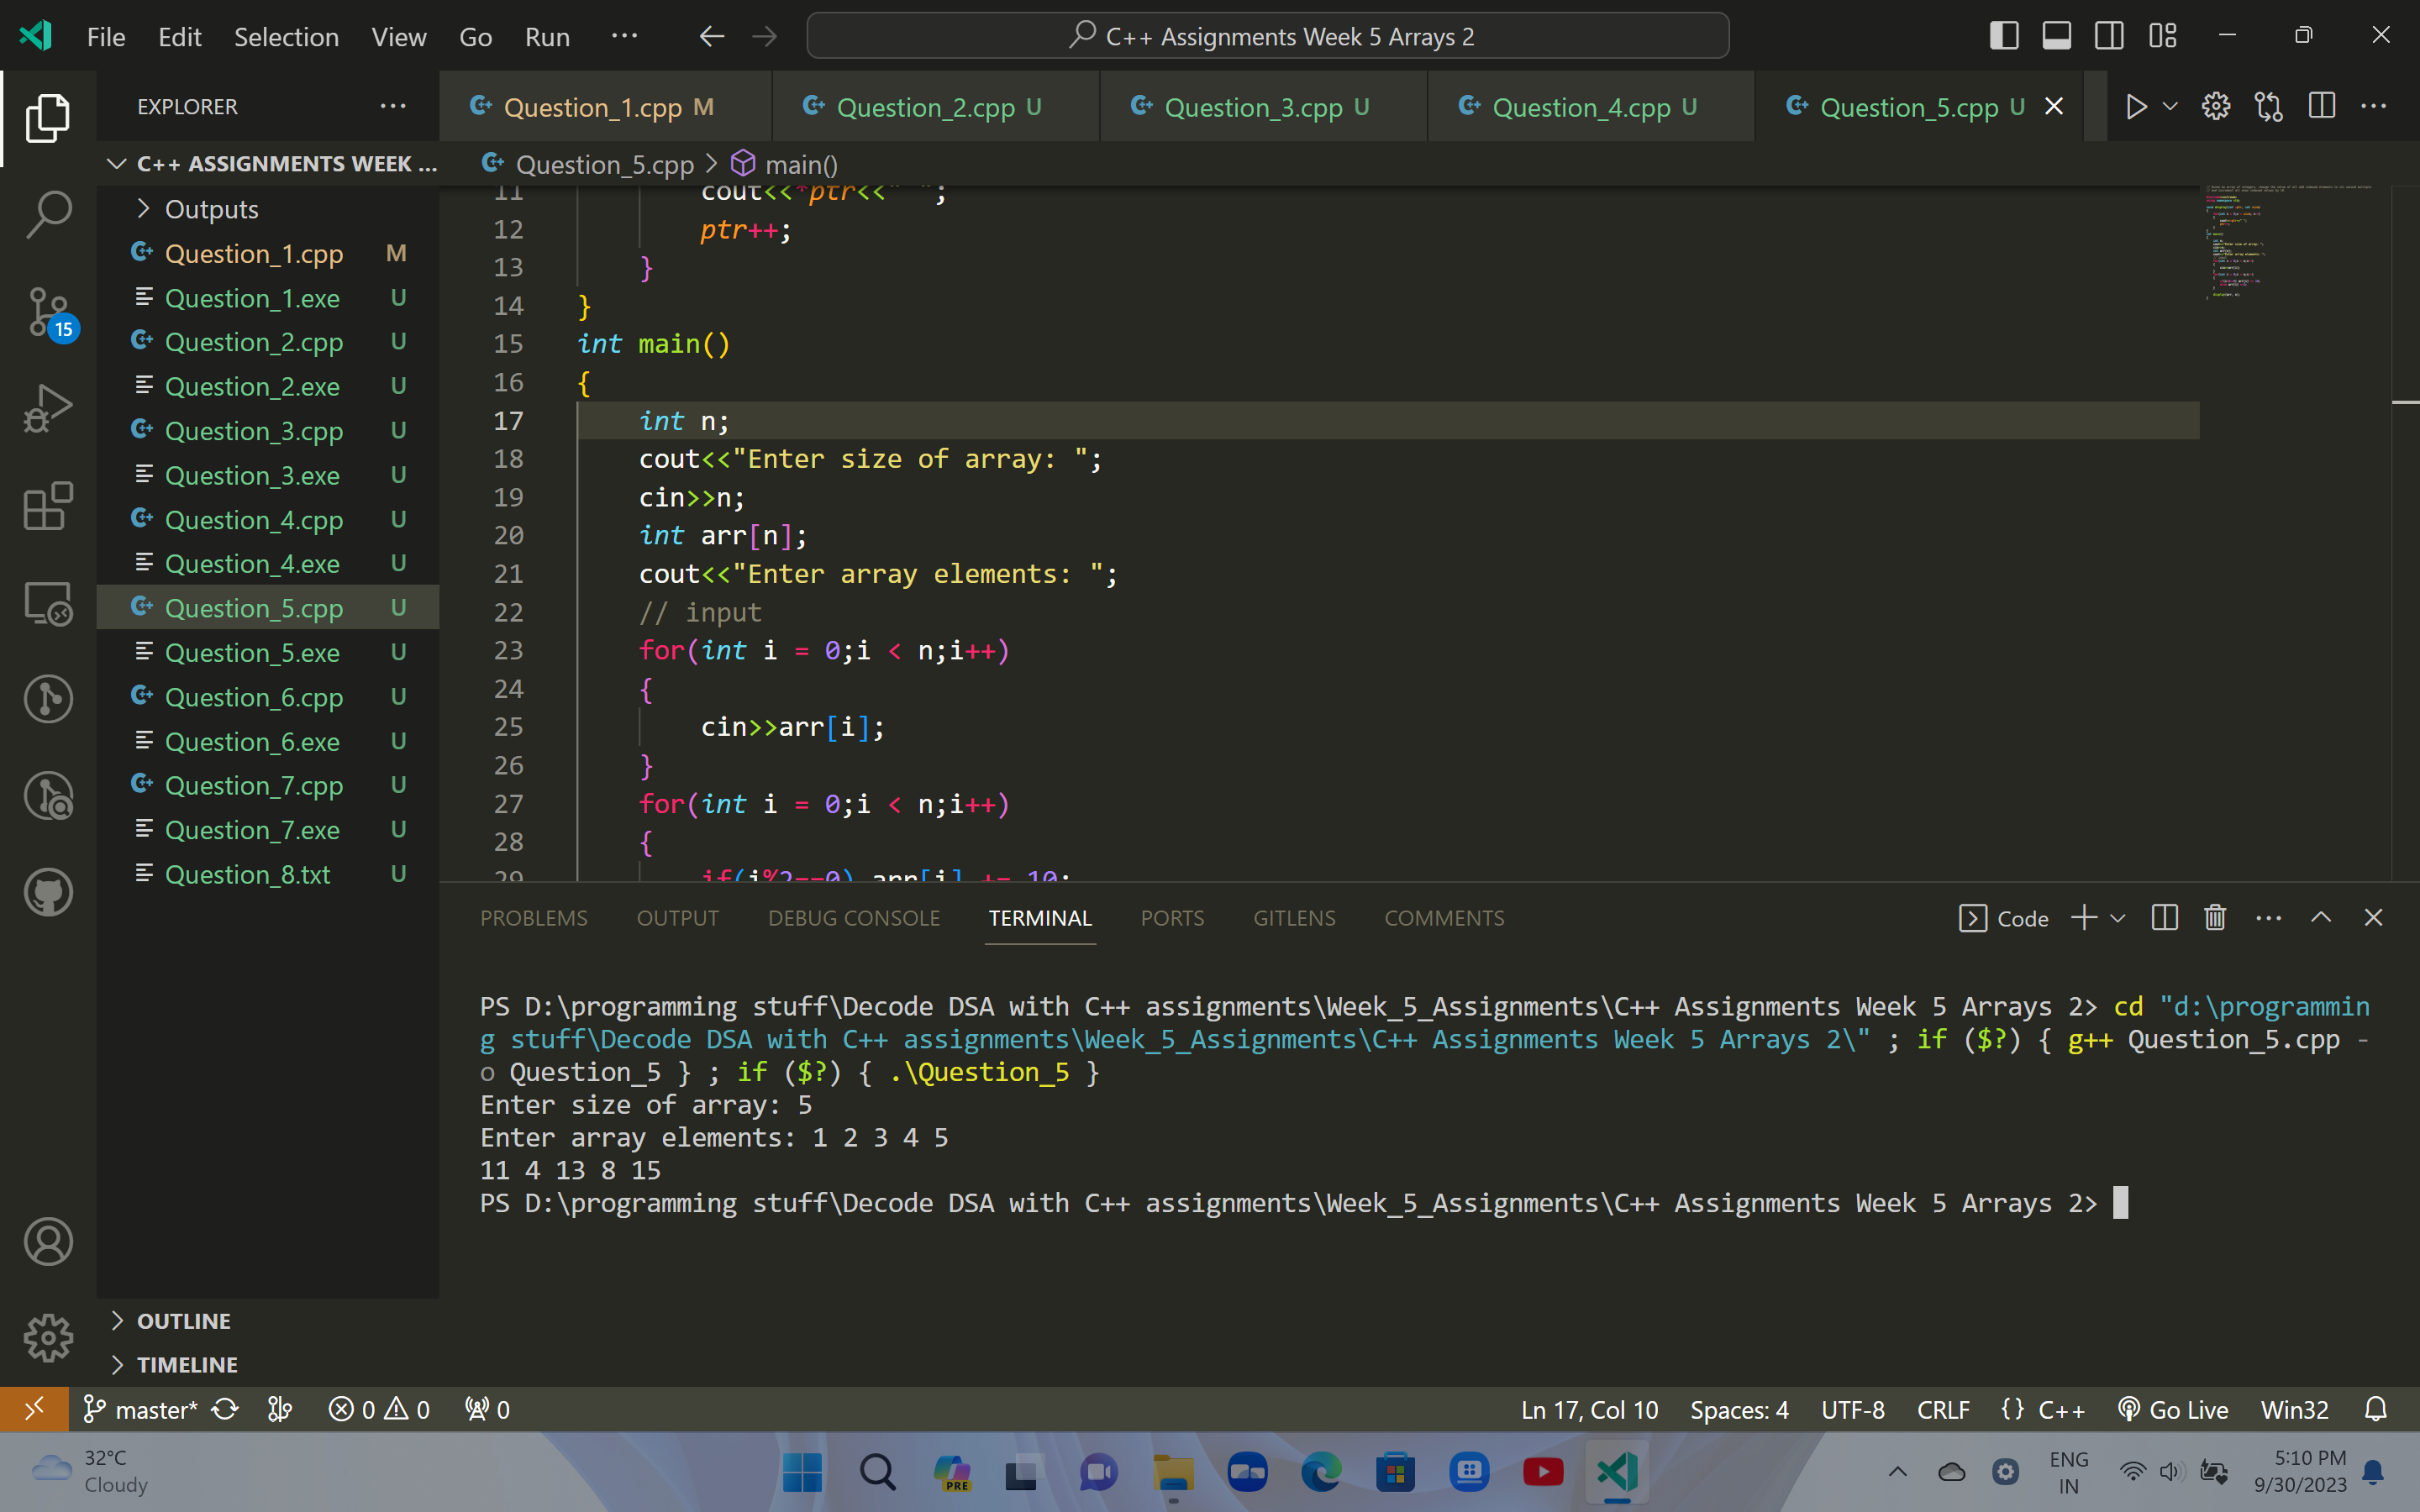 File Edit Selection View Go Run ··· C++ Assignments Week 5 Arrays 2
EXPLORER ···
Question_1.cpp M Question_2.cpp U Question_3.cpp U Question_4.cpp U Question_5.cpp U
C++ ASSIGNMENTS WEEK ...
Question_5.cpp > main()
Outputs
Question_1.cpp M
Question_1.exe U
Question_2.cpp U
Question_2.exe U
Question_3.cpp U
Question_3.exe U
Question_4.cpp U
Question_4.exe U
Question_5.cpp U
Question_5.exe U
Question_6.cpp U
Question_6.exe U
Question_7.cpp U
Question_7.exe U
Question_8.txt U
15
OUTLINE
TIMELINE
11 cout<<*ptr<<" ";
12 ptr++;
13 }
14 }
15 int main()
16 {
17 int n;
18 cout<<"Enter size of array: ";
19 cin>>n;
20 int arr[n];
21 cout<<"Enter array elements: ";
22 // input
23 for(int i = 0;i < n;i++)
24 {
25 cin>>arr[i];
26 }
27 for(int i = 0;i < n;i++)
28 {
29 if(i%2==0) arr[i] += 10;
PROBLEMS OUTPUT DEBUG CONSOLE TERMINAL PORTS GITLENS COMMENTS Code
PS D:\programming stuff\Decode DSA with C++ assignments\Week_5_Assignments\C++ Assignments Week 5 Arrays 2> cd "d:\programmin
g stuff\Decode DSA with C++ assignments\Week_5_Assignments\C++ Assignments Week 5 Arrays 2\" ; if ($?) { g++ Question_5.cpp -
o Question_5 } ; if ($?) { .\Question_5 }
Enter size of array: 5
Enter array elements: 1 2 3 4 5
11 4 13 8 15
PS D:\programming stuff\Decode DSA with C++ assignments\Week_5_Assignments\C++ Assignments Week 5 Arrays 2>
master* 0 0 0 Ln 17, Col 10 Spaces: 4 UTF-8 CRLF {} C++ Go Live Win32
32°C
Cloudy
PRE
ENG
IN
5:10 PM
9/30/2023